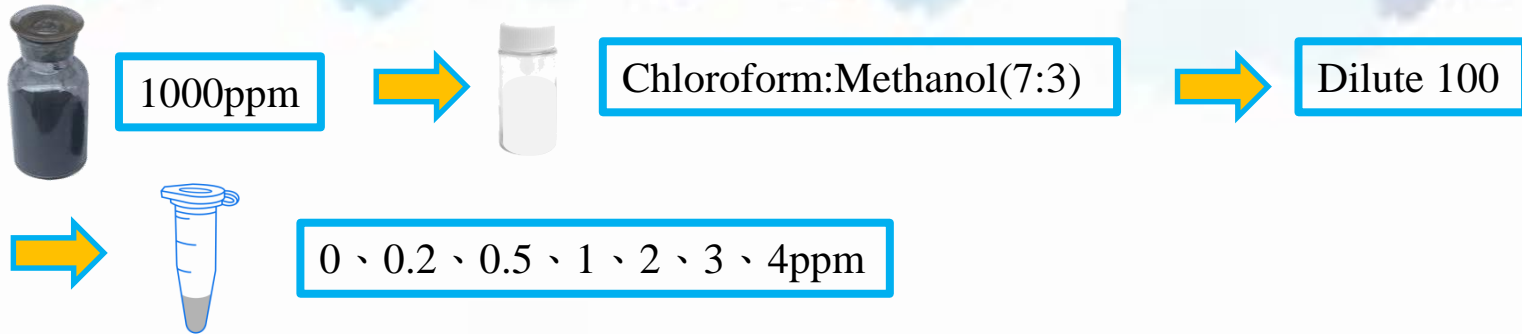 1000ppm
Chloroform:Methanol(7:3)
Dilute 100
0、0.2、0.5、1、2、3、4ppm